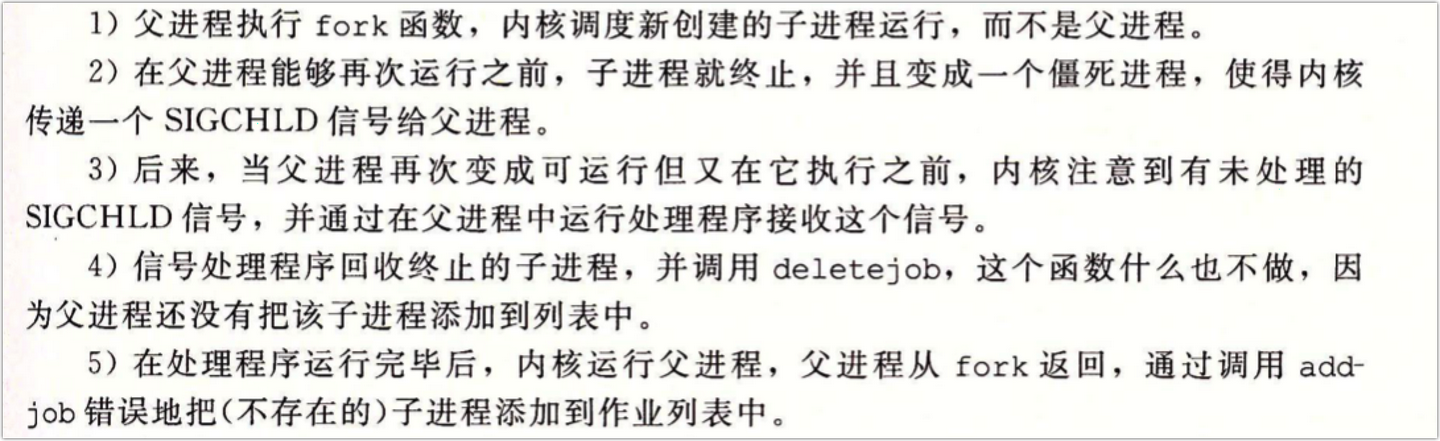 1）父进程执行 fork 函数，内核调度新创建的子进程运行，而不是父进程。
2）在父进程能够再次运行之前，子进程就终止，并且变成一个僵死进程，使得内核
传递一个 SIGCHLD 信号给父进程。
3）后来，当父进程再次变成可运行但又在它执行之前，内核注意到有未处理的
SIGCHLD 信号，并通过在父进程中运行处理程序接收这个信号。
4）信号处理程序回收终止的子进程，并调用 deletejob，这个函数什么也不做，因
为父进程还没有把该子进程添加到列表中。
5）在处理程序运行完毕后，内核运行父进程，父进程从 fork 返回，通过调用 add-
job 错误地把(不存在的)子进程添加到作业列表中。